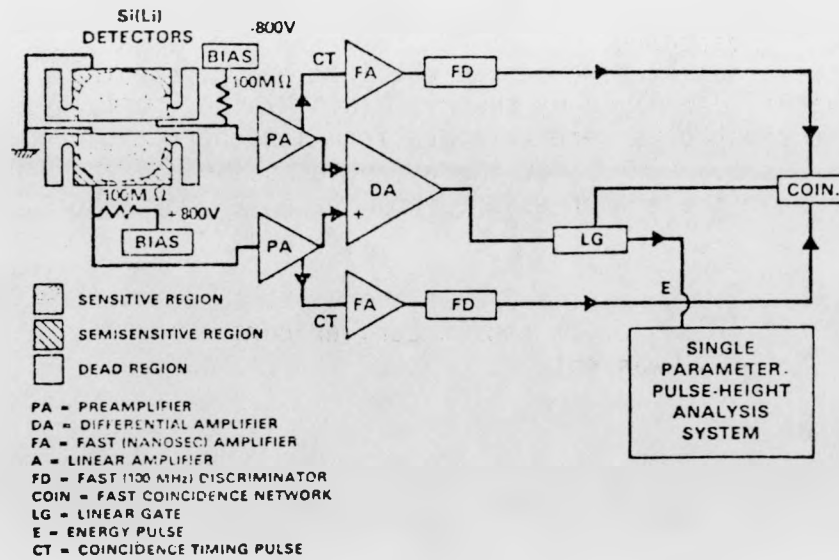 Si(Li)
DETECTORS
-800V
BIAS
100MΩ
CT
FA
FD
PA
DA
+
COIN.
LG
100MΩ
+800V
BIAS
PA
CT
FA
FD
E
SINGLE
PARAMETER.
PULSE-HEIGHT
ANALYSIS
SYSTEM
SENSITIVE REGION
SEMISENSITIVE REGION
DEAD REGION
PA = PREAMPLIFIER
DA = DIFFERENTIAL AMPLIFIER
FA = FAST (NANOSEC) AMPLIFIER
A = LINEAR AMPLIFIER
FD = FAST (100 MHz) DISCRIMINATOR
COIN = FAST COINCIDENCE NETWORK
LG = LINEAR GATE
E = ENERGY PULSE
CT = COINCIDENCE TIMING PULSE